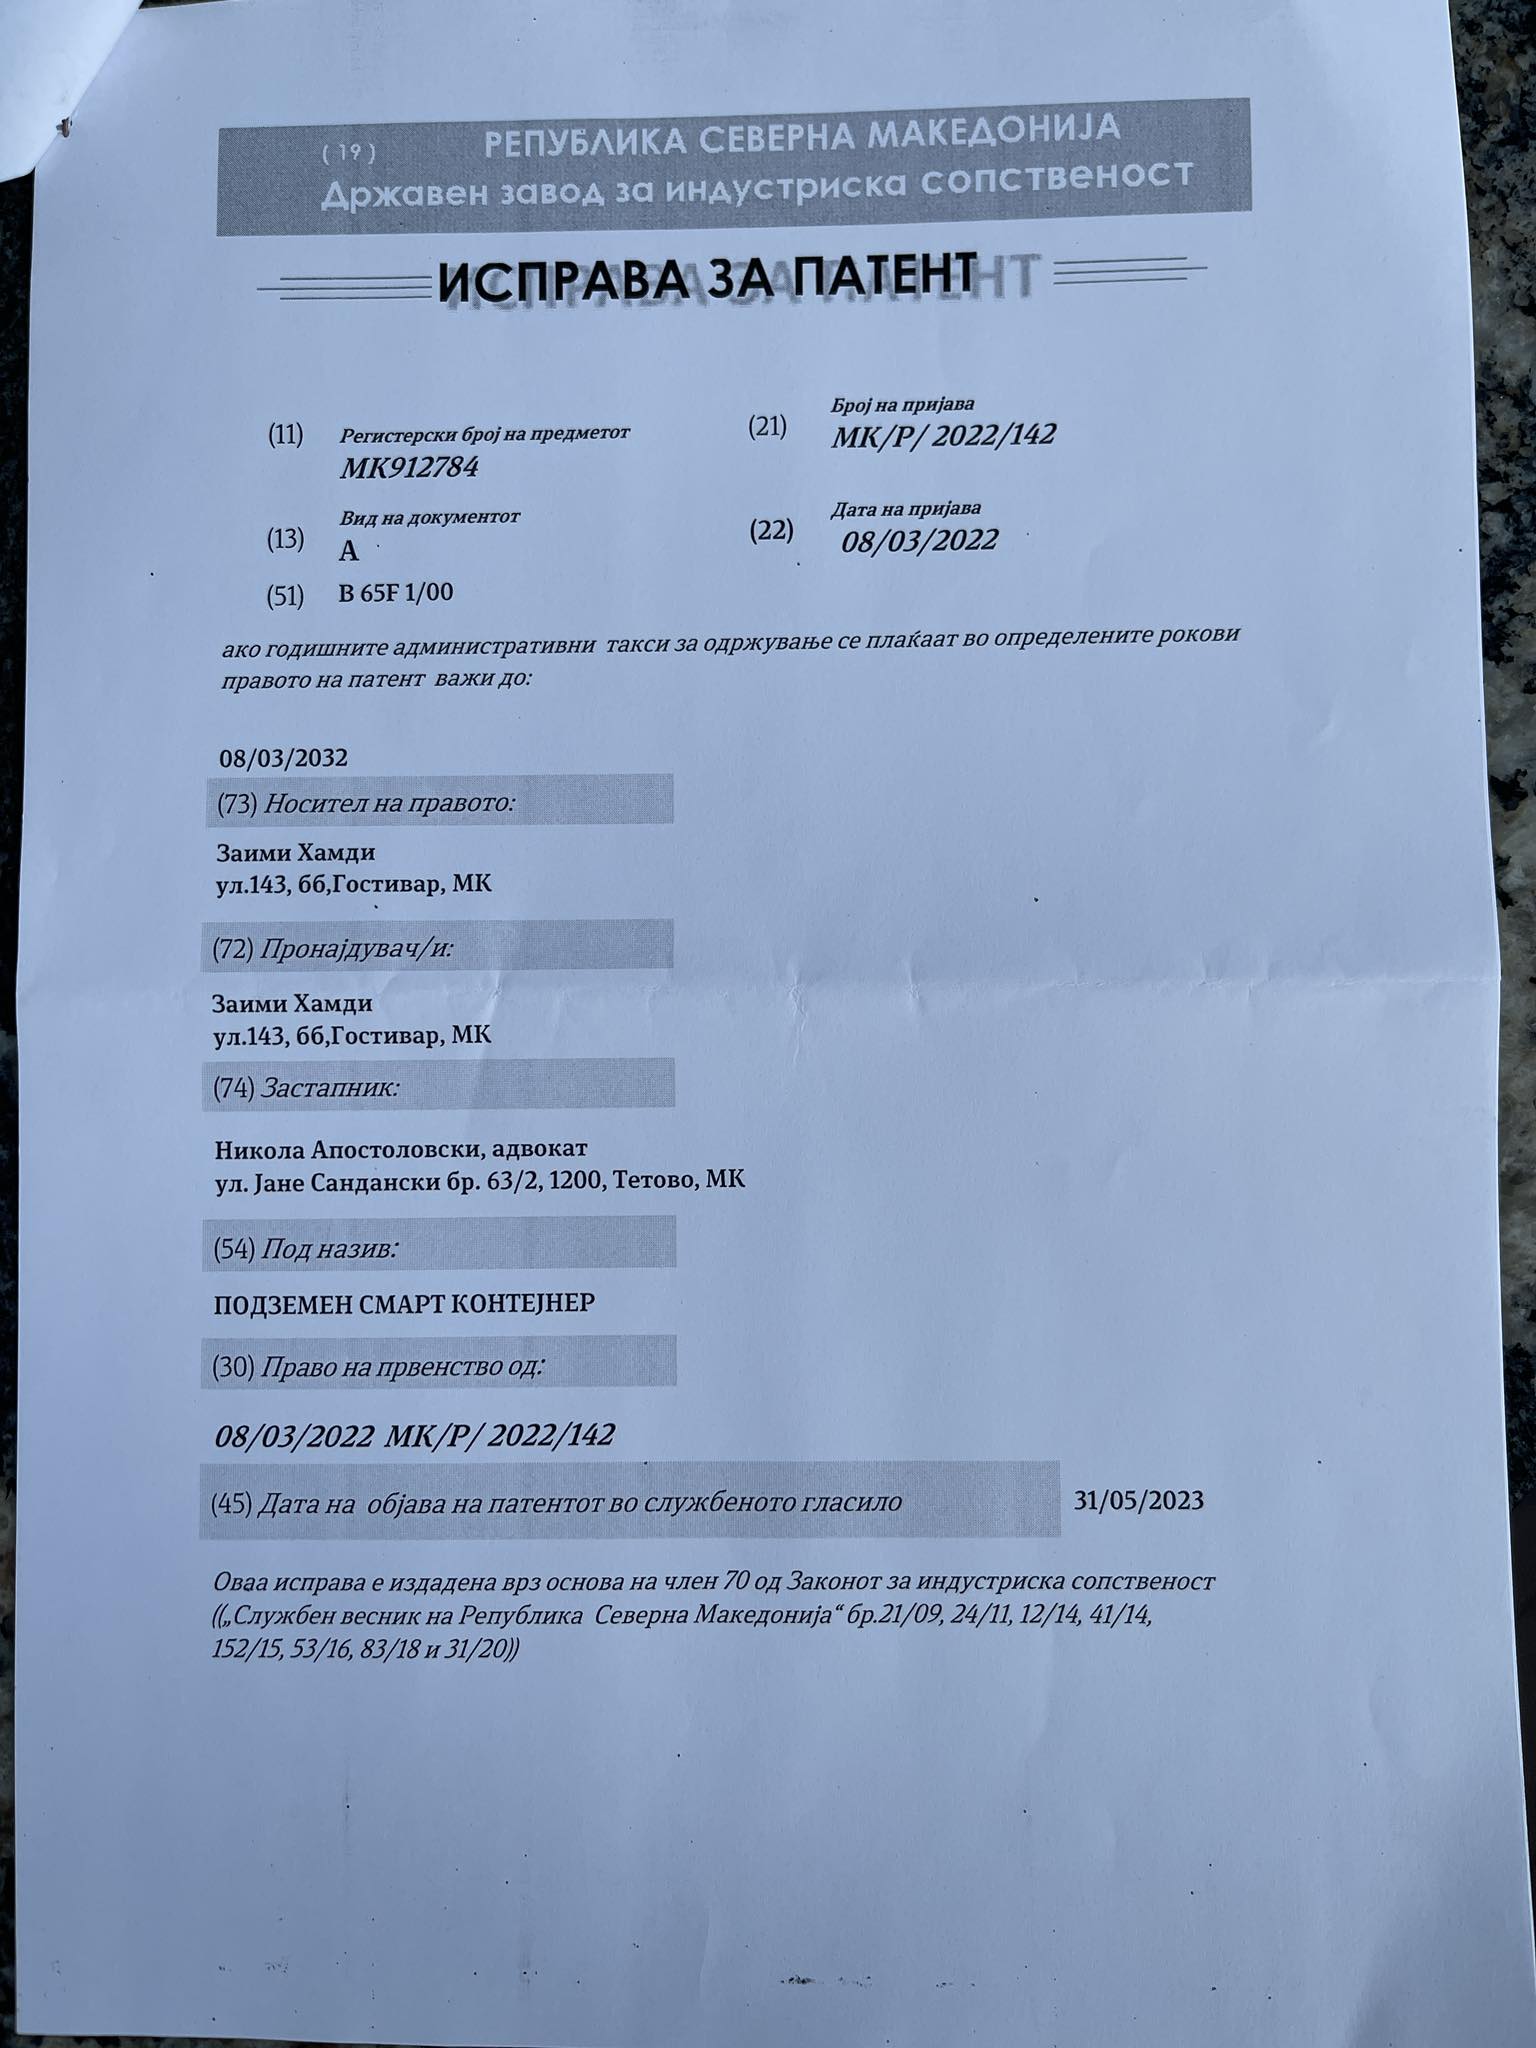 ( 19 ) РЕПУБЛИКА СЕВЕРНА МАКЕДОНИЈА
Државен завод за индустриска сопственост
ИСПРАВА ЗА ПАТЕНТ
(11) Регистерски број на предметот
МК912784
(21) Број на пријава
МК/Р/ 2022/142
(13) Вид на документот
А
(22) Дата на пријава
08/03/2022
(51) В 65F 1/00
ако годишните административни такси за одржување се плаќаат во определените рокови
правото на патент важи до:
08/03/2032
(73) Носител на правото:
Заими Хамди
ул.143, бб,Гостивар, МК
(72) Пронајдувач/и:
Заими Хамди
ул.143, бб,Гостивар, МК
(74) Застапник:
Никола Апостоловски, адвокат
ул. Јане Сандански бр. 63/2, 1200, Тетово, МК
(54) Под назив:
ПОДЗЕМЕН СМАРТ КОНТЕЈНЕР
(30) Право на првенство од:
08/03/2022 МК/Р/ 2022/142
(45) Дата на објава на патентот во службеното гласило 31/05/2023
Оваа исправа е издадена врз основа на член 70 од Законот за индустриска сопственост
((„Службен весник на Република Северна Македонија“ бр.21/09, 24/11, 12/14, 41/14,
152/15, 53/16, 83/18 и 31/20))